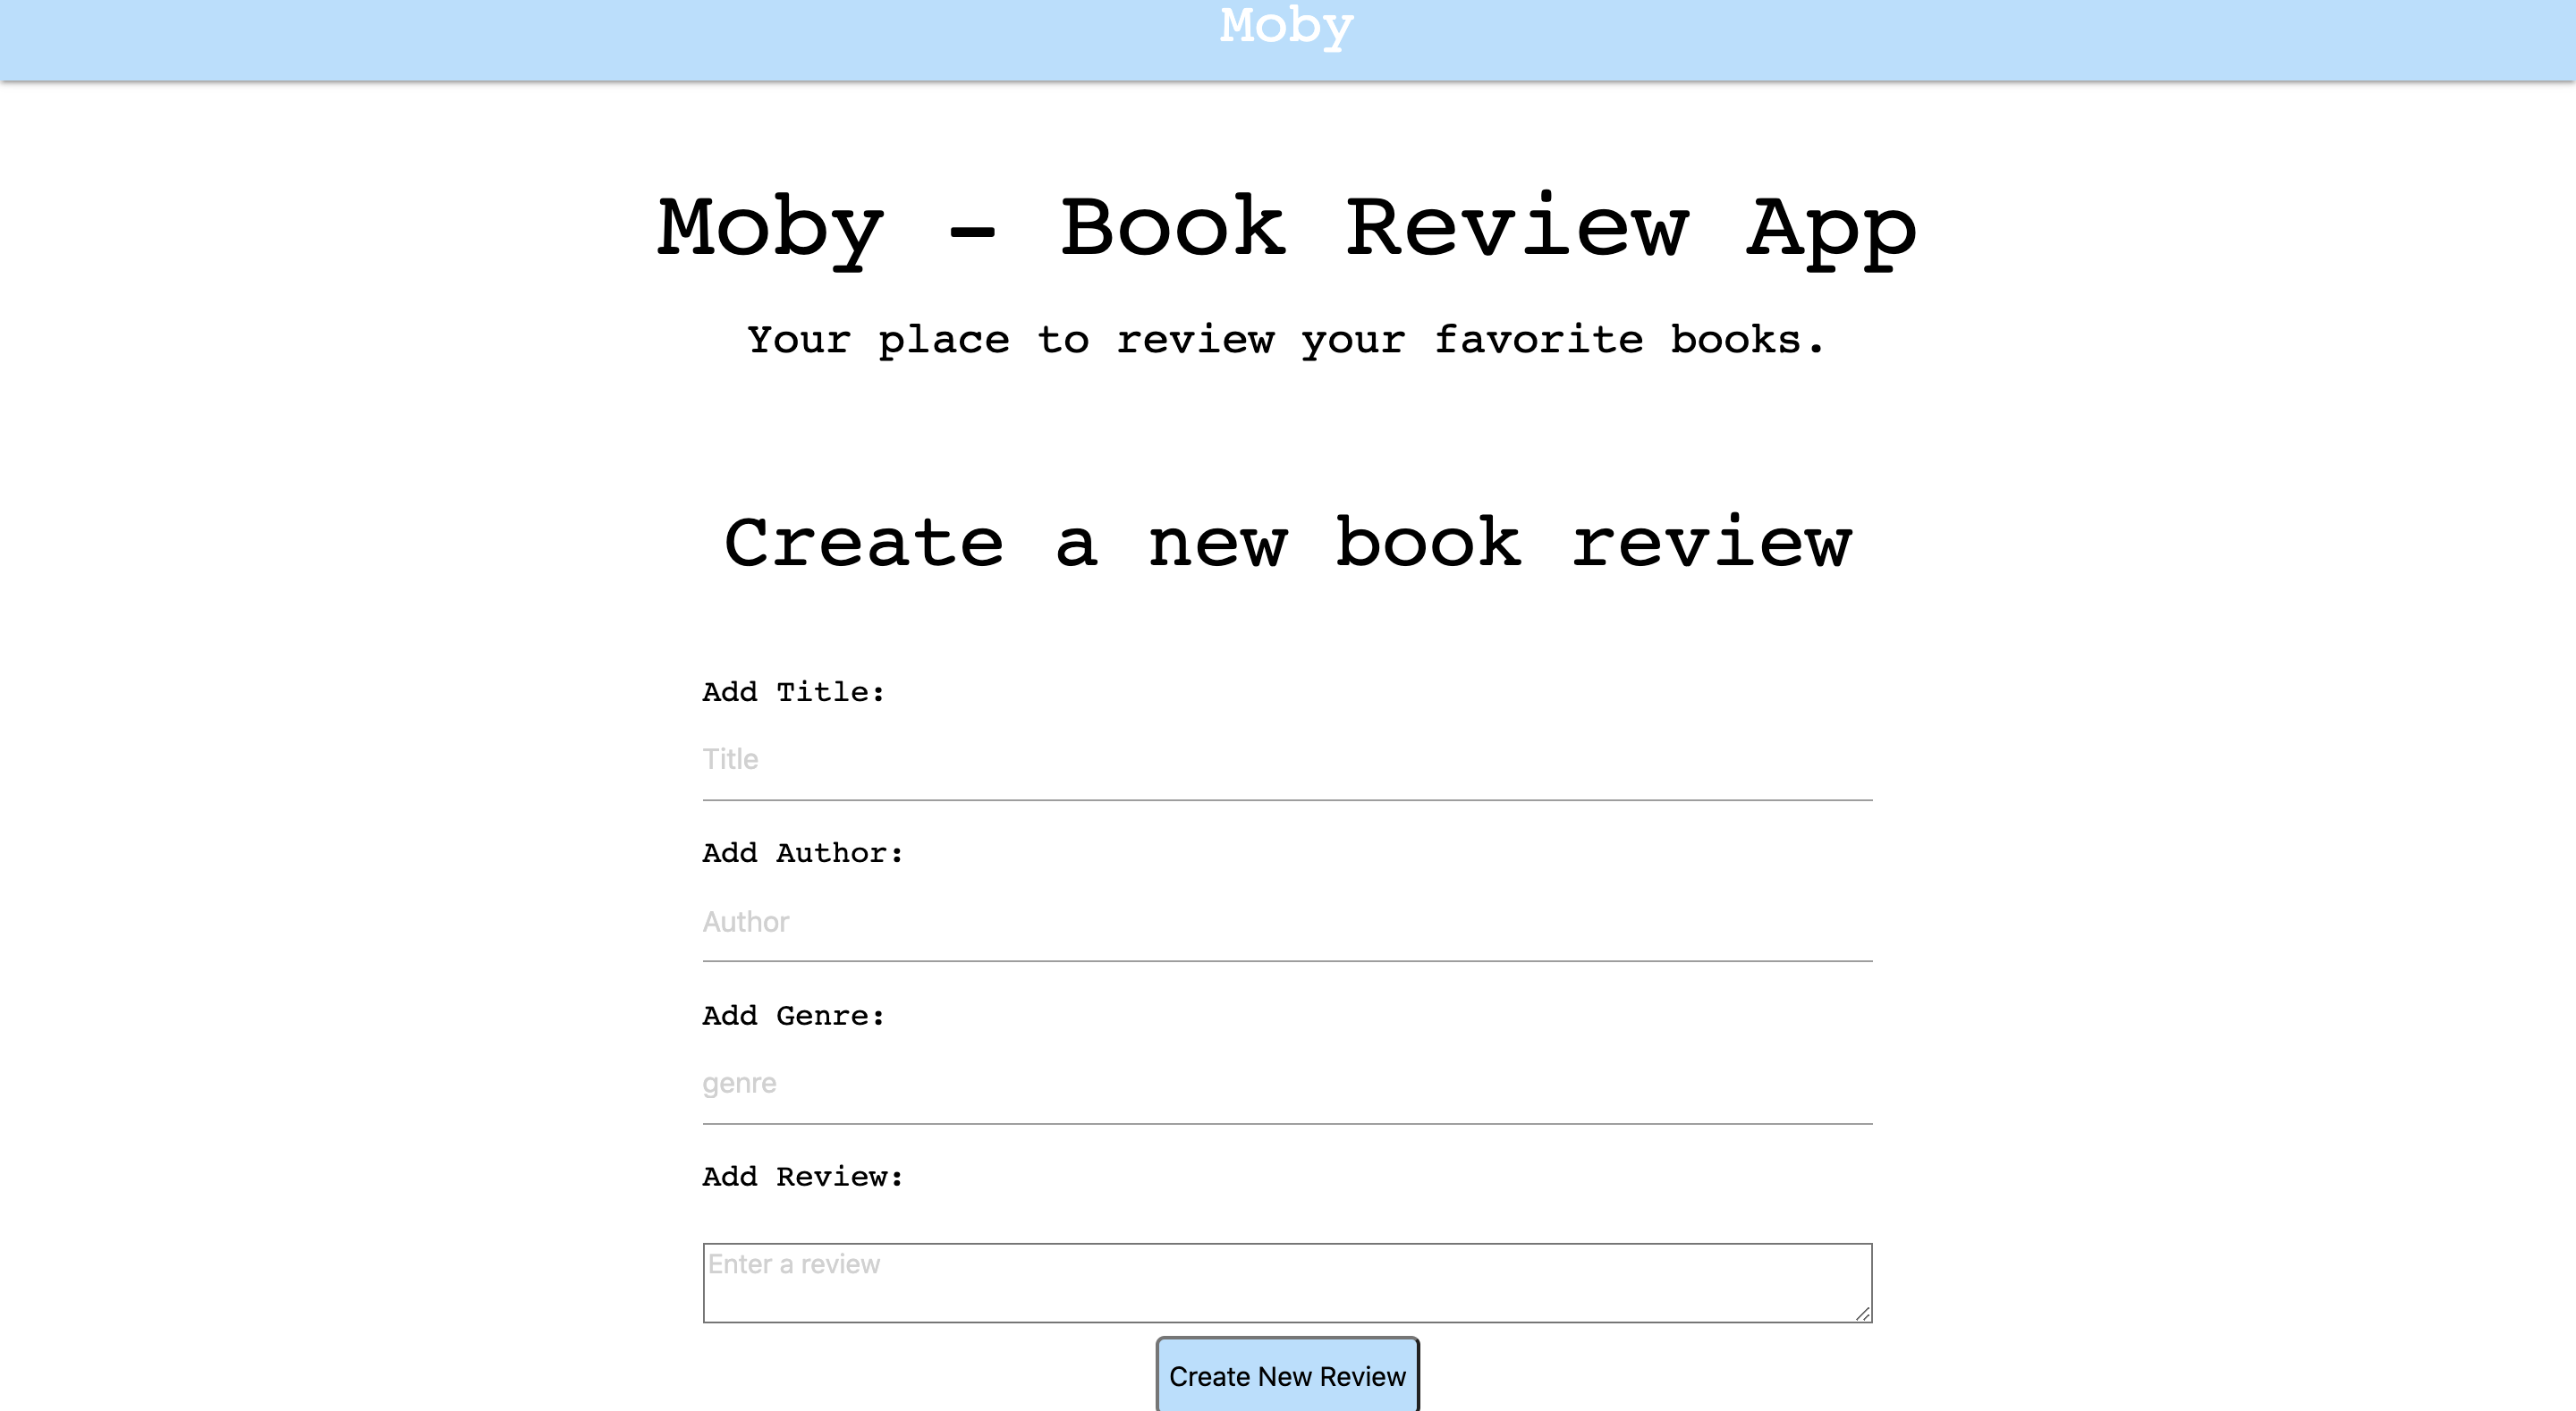 Moby
Moby - Book Review App
Your place to review your favorite books.
Create a new book review
Add Title:
Title
Add Author:
Author
Add Genre:
genre
Add Review:
Enter a review
Create New Review